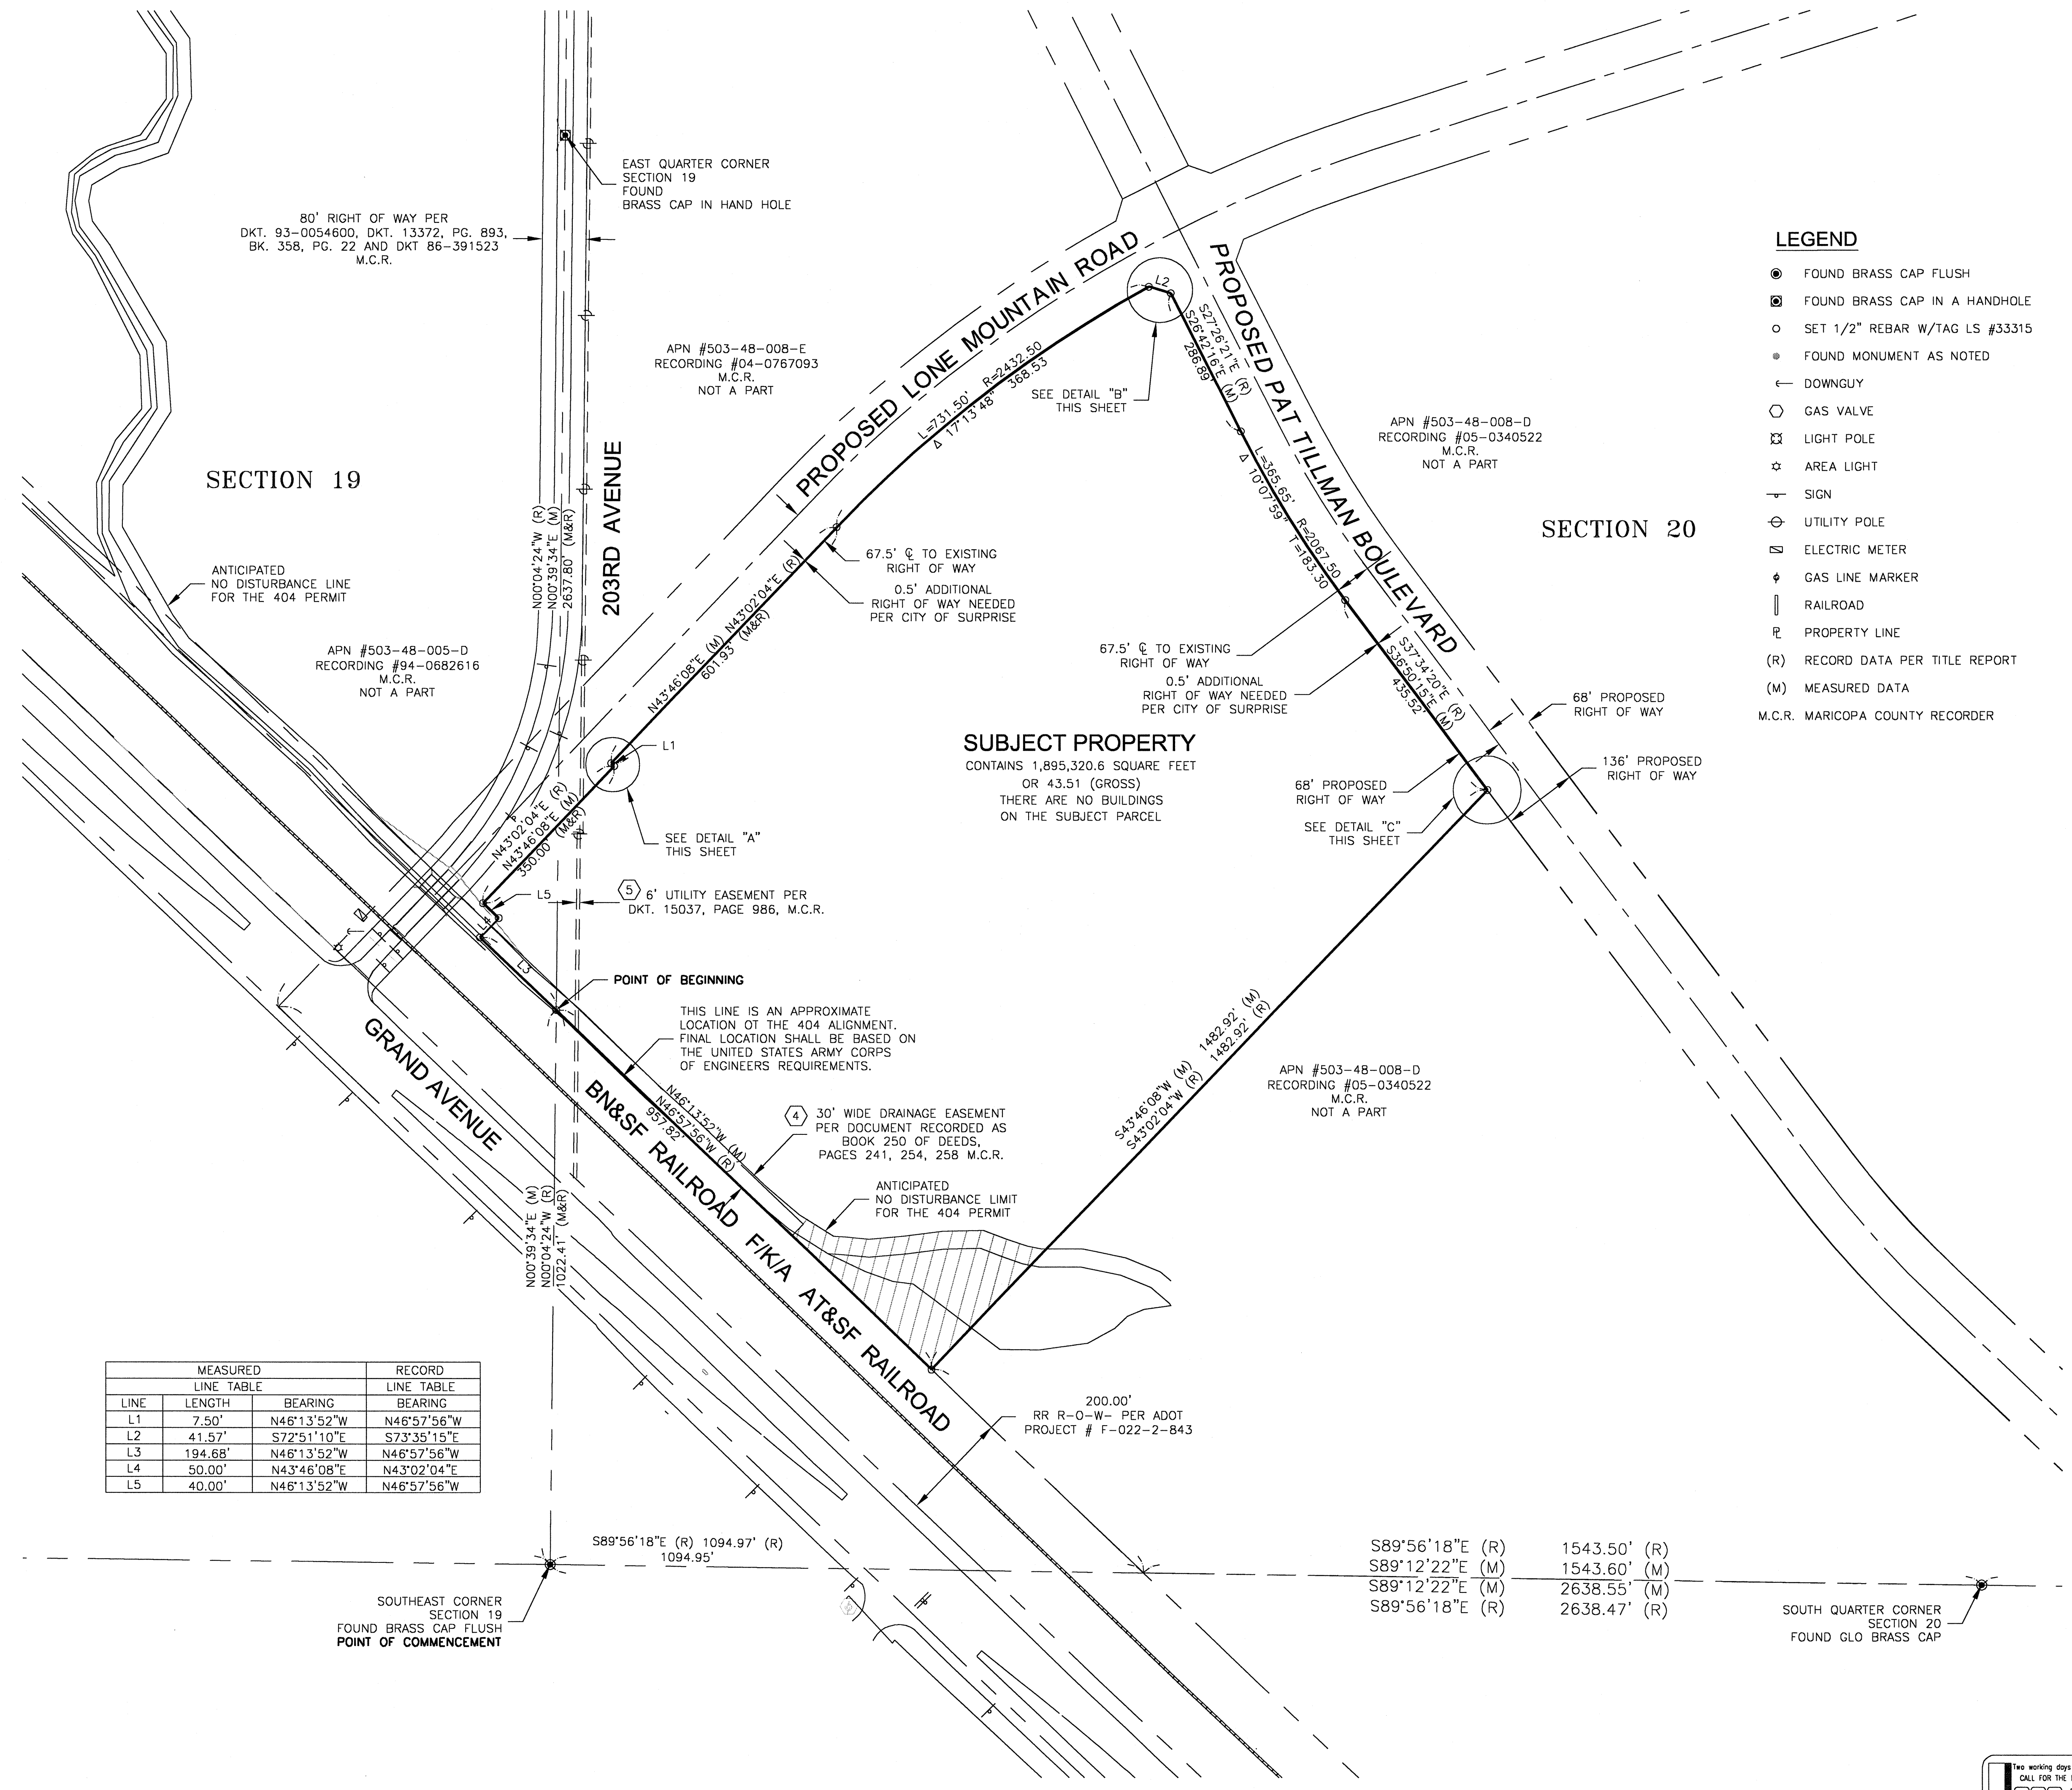 EAST QUARTER CORNER
SECTION 19
FOUND
BRASS CAP IN HAND HOLE
80' RIGHT OF WAY PER
DKT. 93-0054600, DKT. 13372, PG. 893,
BK. 358, PG. 22 AND DKT 86-391523
M.C.R.
APN #503-48-008-E
RECORDING #04-0767093
M.C.R.
NOT A PART
SECTION 19
203RD AVENUE
N00°04'24"W (R)
N00°39'34"E (M)
2637.80' (M&R)
ANTICIPATED
NO DISTURBANCE LINE
FOR THE 404 PERMIT
APN #503-48-005-D
RECORDING #94-0682616
M.C.R.
NOT A PART
PROPOSED LONE MOUNTAIN ROAD
L=731.50' R=2432.50
Δ 17°13'48" 368.53
L2
SEE DETAIL "B"
THIS SHEET
PROPOSED PAT TILLMAN BOULEVARD
S27°26'21"E (R)
S26°42'16"E (M)
286.89'
L=365.65' R=2067.50
Δ 10°07'59" T=183.30
S37°34'20"E (R)
S36°50'15"E (M)
435.52'
APN #503-48-008-D
RECORDING #05-0340522
M.C.R.
NOT A PART
SECTION 20
LEGEND
FOUND BRASS CAP FLUSH
FOUND BRASS CAP IN A HANDHOLE
SET 1/2" REBAR W/TAG LS #33315
FOUND MONUMENT AS NOTED
DOWNGUY
GAS VALVE
LIGHT POLE
AREA LIGHT
SIGN
UTILITY POLE
ELECTRIC METER
GAS LINE MARKER
RAILROAD
PROPERTY LINE
(R) RECORD DATA PER TITLE REPORT
(M) MEASURED DATA
M.C.R. MARICOPA COUNTY RECORDER
67.5' ℄ TO EXISTING
RIGHT OF WAY
0.5' ADDITIONAL
RIGHT OF WAY NEEDED
PER CITY OF SURPRISE
N43°46'08"E (M) N43°02'04"E (R)
601.93' (M&R)
67.5' ℄ TO EXISTING
RIGHT OF WAY
0.5' ADDITIONAL
RIGHT OF WAY NEEDED
PER CITY OF SURPRISE
68' PROPOSED
RIGHT OF WAY
136' PROPOSED
RIGHT OF WAY
68' PROPOSED
RIGHT OF WAY
SEE DETAIL "C"
THIS SHEET
SUBJECT PROPERTY
CONTAINS 1,895,320.6 SQUARE FEET
OR 43.51 (GROSS)
THERE ARE NO BUILDINGS
ON THE SUBJECT PARCEL
L1
N43°02'04"E (R)
N43°46'08"E (M)
350.00' (M&R)
SEE DETAIL "A"
THIS SHEET
L5
L4
L3
5 6' UTILITY EASEMENT PER
DKT. 15037, PAGE 986, M.C.R.
POINT OF BEGINNING
THIS LINE IS AN APPROXIMATE
LOCATION OT THE 404 ALIGNMENT.
FINAL LOCATION SHALL BE BASED ON
THE UNITED STATES ARMY CORPS
OF ENGINEERS REQUIREMENTS.
GRAND AVENUE
BN&SF RAILROAD F/K/A AT&SF RAILROAD
N46°13'52"W (M)
N46°57'56"W (R)
957.82'
4 30' WIDE DRAINAGE EASEMENT
PER DOCUMENT RECORDED AS
BOOK 250 OF DEEDS,
PAGES 241, 254, 258 M.C.R.
ANTICIPATED
NO DISTURBANCE LIMIT
FOR THE 404 PERMIT
S43°46'08"W (M) 1482.92' (M)
S43°02'04"W (R) 1482.92' (R)
APN #503-48-008-D
RECORDING #05-0340522
M.C.R.
NOT A PART
N00°39'34"E (M)
N00°04'24"W (R)
1022.41' (M&R)
200.00'
RR R-O-W- PER ADOT
PROJECT # F-022-2-843
MEASURED RECORD
LINE TABLE LINE TABLE
LINE LENGTH BEARING BEARING
L1 7.50' N46°13'52"W N46°57'56"W
L2 41.57' S72°51'10"E S73°35'15"E
L3 194.68' N46°13'52"W N46°57'56"W
L4 50.00' N43°46'08"E N43°02'04"E
L5 40.00' N46°13'52"W N46°57'56"W
S89°56'18"E (R) 1094.97' (R)
1094.95'
S89°56'18"E (R) 1543.50' (R)
S89°12'22"E (M) 1543.60' (M)
S89°12'22"E (M) 2638.55' (M)
S89°56'18"E (R) 2638.47' (R)
SOUTHEAST CORNER
SECTION 19
FOUND BRASS CAP FLUSH
POINT OF COMMENCEMENT
SOUTH QUARTER CORNER
SECTION 20
FOUND GLO BRASS CAP
Two working days
CALL FOR THE